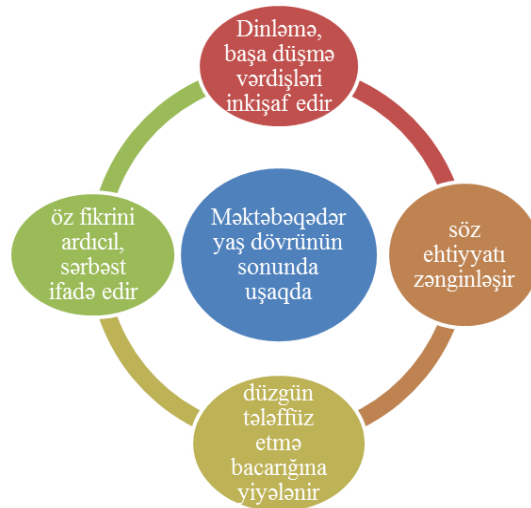 Dinləmə,
başa düşmə
vərdişləri
inkişaf edir
Məktəbəqədər
yaş dövrünün
sonunda
uşaqda
söz
ehtiyyatı
zənginləşir
düzgün
tələffüz
etmə
bacarığına
yiyələnir
öz fikrini
ardıcıl,
sərbəst
ifadə edir